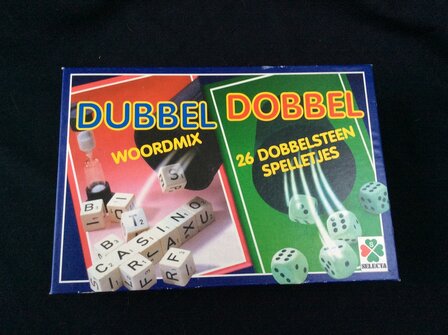 DUBBEL
WOORDMIX
DOBBEL
26 DOBBELSTEEN
SPELLETJES
S
CASINO
SELECTA